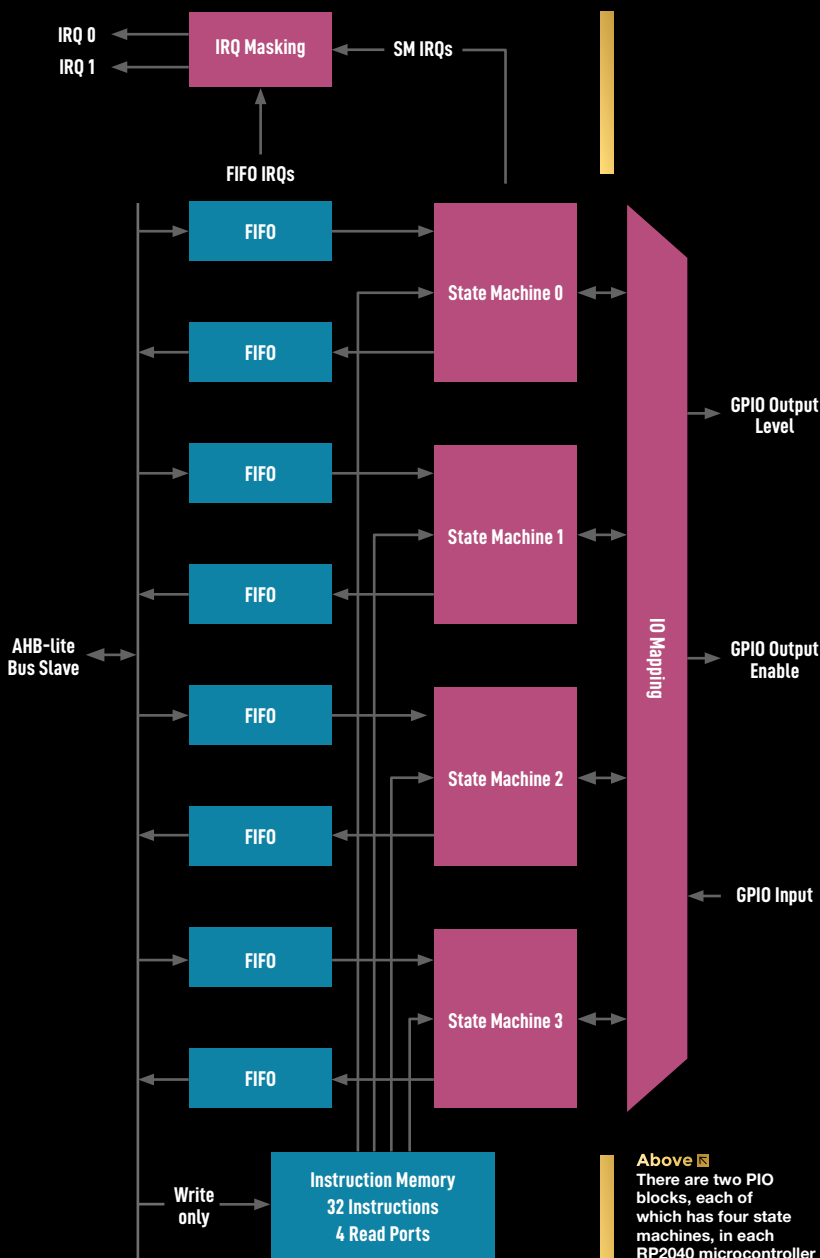 IRQ 0
IRQ 1
IRQ Masking
SM IRQs
FIFO IRQs
FIFO
State Machine 0
FIFO
GPIO Output
Level
FIFO
State Machine 1
FIFO
AHB-lite
Bus Slave
IO Mapping
GPIO Output
Enable
FIFO
State Machine 2
FIFO
GPIO Input
FIFO
State Machine 3
FIFO
Write
only
Instruction Memory
32 Instructions
4 Read Ports
Above
There are two PIO
blocks, each of
which has four state
machines, in each
RP2040 microcontroller